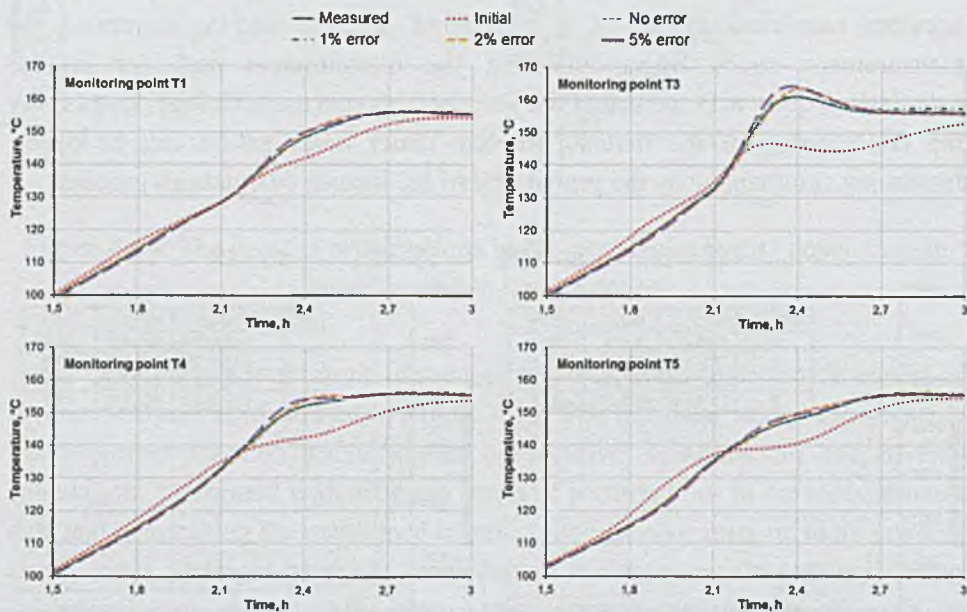 Measured Initial No error
1% error 2% error 5% error
Monitoring point T1
Temperature, °C
170
160
150
140
130
120
110
100
1,5 1,8 2,1 2,4 2,7 3
Time, h
Monitoring point T3
Temperature, °C
170
160
150
140
130
120
110
100
1,5 1,8 2,1 2,4 2,7 3
Time, h
Monitoring point T4
Temperature, °C
170
160
150
140
130
120
110
100
1,5 1,8 2,1 2,4 2,7 3
Time, h
Monitoring point T5
Temperature, °C
170
160
150
140
130
120
110
100
1,5 1,8 2,1 2,4 2,7 3
Time, h